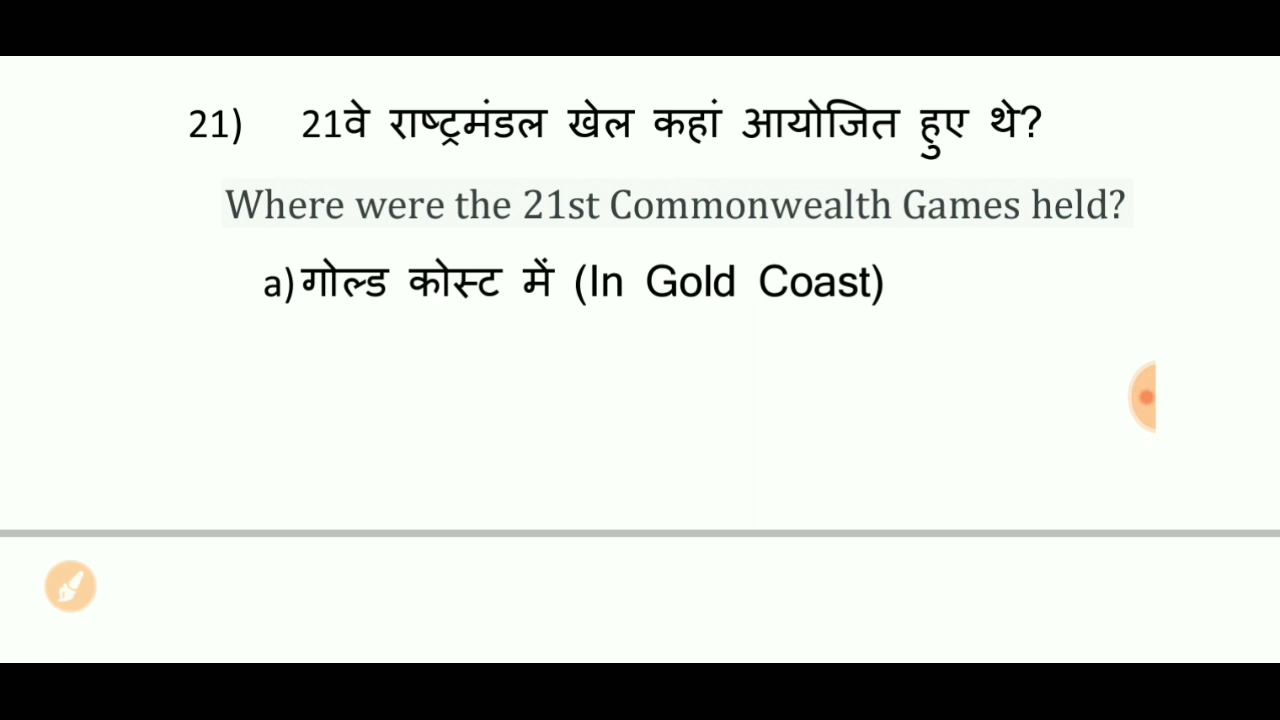 21) 21वे राष्ट्रमंडल खेल कहां आयोजित हुए थे?
Where were the 21st Commonwealth Games held?
a) गोल्ड कोस्ट में (In Gold Coast)